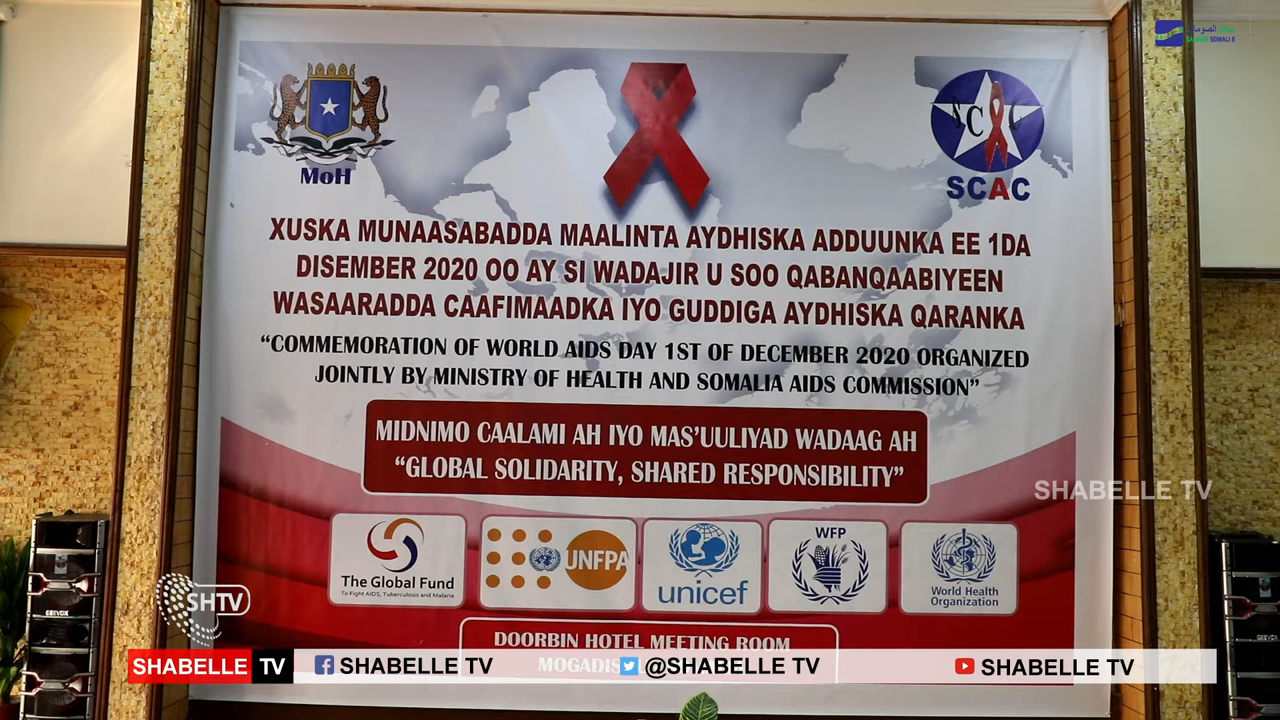 SOMALI
MoH
S C C
SCAC
XUSKA MUNAASABADDA MAALINTA AYDHISKA ADDUUNKA EE 1DA
DISEMBER 2020 OO AY SI WADAJIR U SOO QABANQAABIYEEN
WASAARADDA CAAFIMAADKA IYO GUDDIGA AYDHISKA QARANKA
“COMMEMORATION OF WORLD AIDS DAY 1ST OF DECEMBER 2020 ORGANIZED
JOINTLY BY MINISTRY OF HEALTH AND SOMALIA AIDS COMMISSION”
MIDNIMO CAALAMI AH IYO MAS’UULIYAD WADAAG AH
“GLOBAL SOLIDARITY, SHARED RESPONSIBILITY”
SHABELLE TV
The Global Fund
To Fight AIDS, Tuberculosis and Malaria
UNFPA
unicef
WFP
World Health
Organization
GEEVOX
SHTV
DOORBIN HOTEL MEETING ROOM
SHABELLE TV
SHABELLE TV
@SHABELLE TV
SHABELLE TV